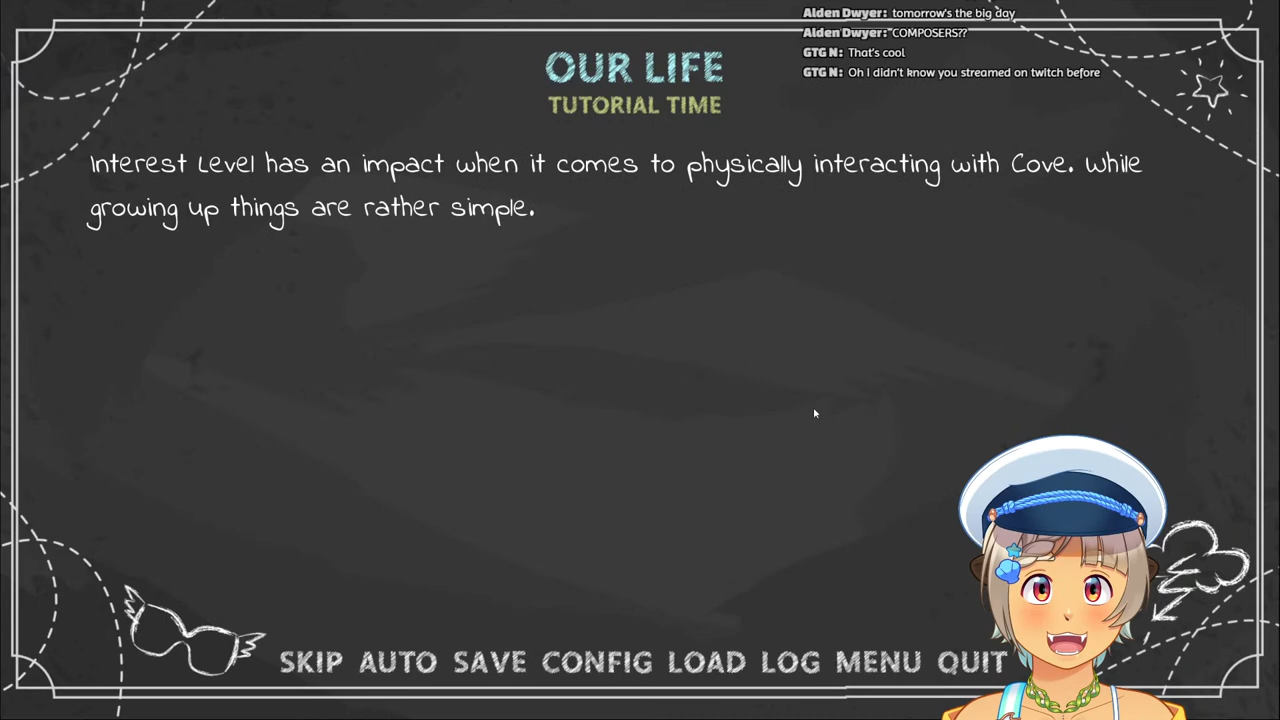 Alden Dwyer: tomorrow's the big day
Alden Dwyer: COMPOSERS??
GTG N: That's cool
GTG N: Oh I didn't know you streamed on twitch before
OUR LIFE
TUTORIAL TIME
Interest Level has an impact when it comes to physically interacting with Cove. While
growing up things are rather simple.
SKIP AUTO SAVE CONFIG LOAD LOG MENU QUIT